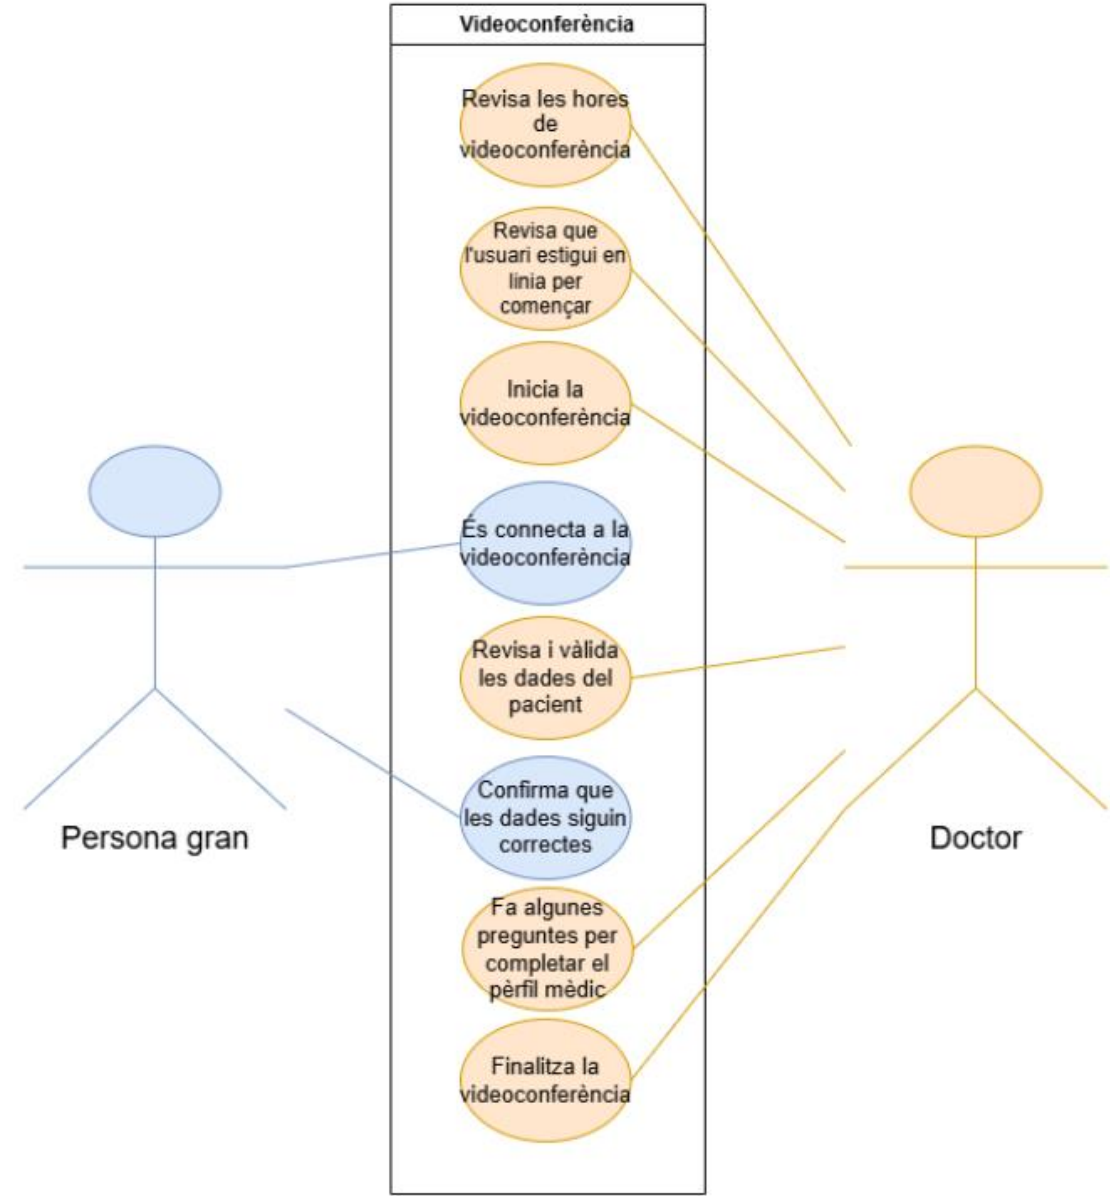 Videoconferència
Revisa les hores
de
videoconferència
Revisa que
l'usuari estigui en
linia per
començar
Inicia la
videoconferència
És connecta a la
videoconferència
Revisa i vàlida
les dades del
pacient
Confirma que
les dades siguin
correctes
Persona gran
Doctor
Fa algunes
preguntes per
completar el
pèrfil mèdic
Finalitza la
videoconferència